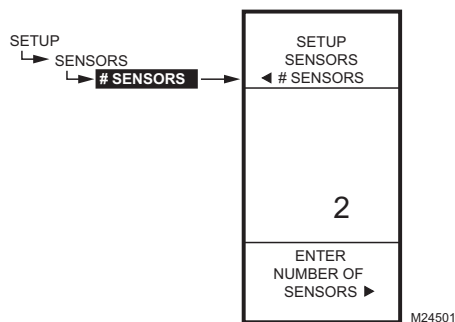 SETUP
SENSORS
# SENSORS
SETUP
SENSORS
◄ # SENSORS
2
ENTER
NUMBER OF
SENSORS ►
M24501